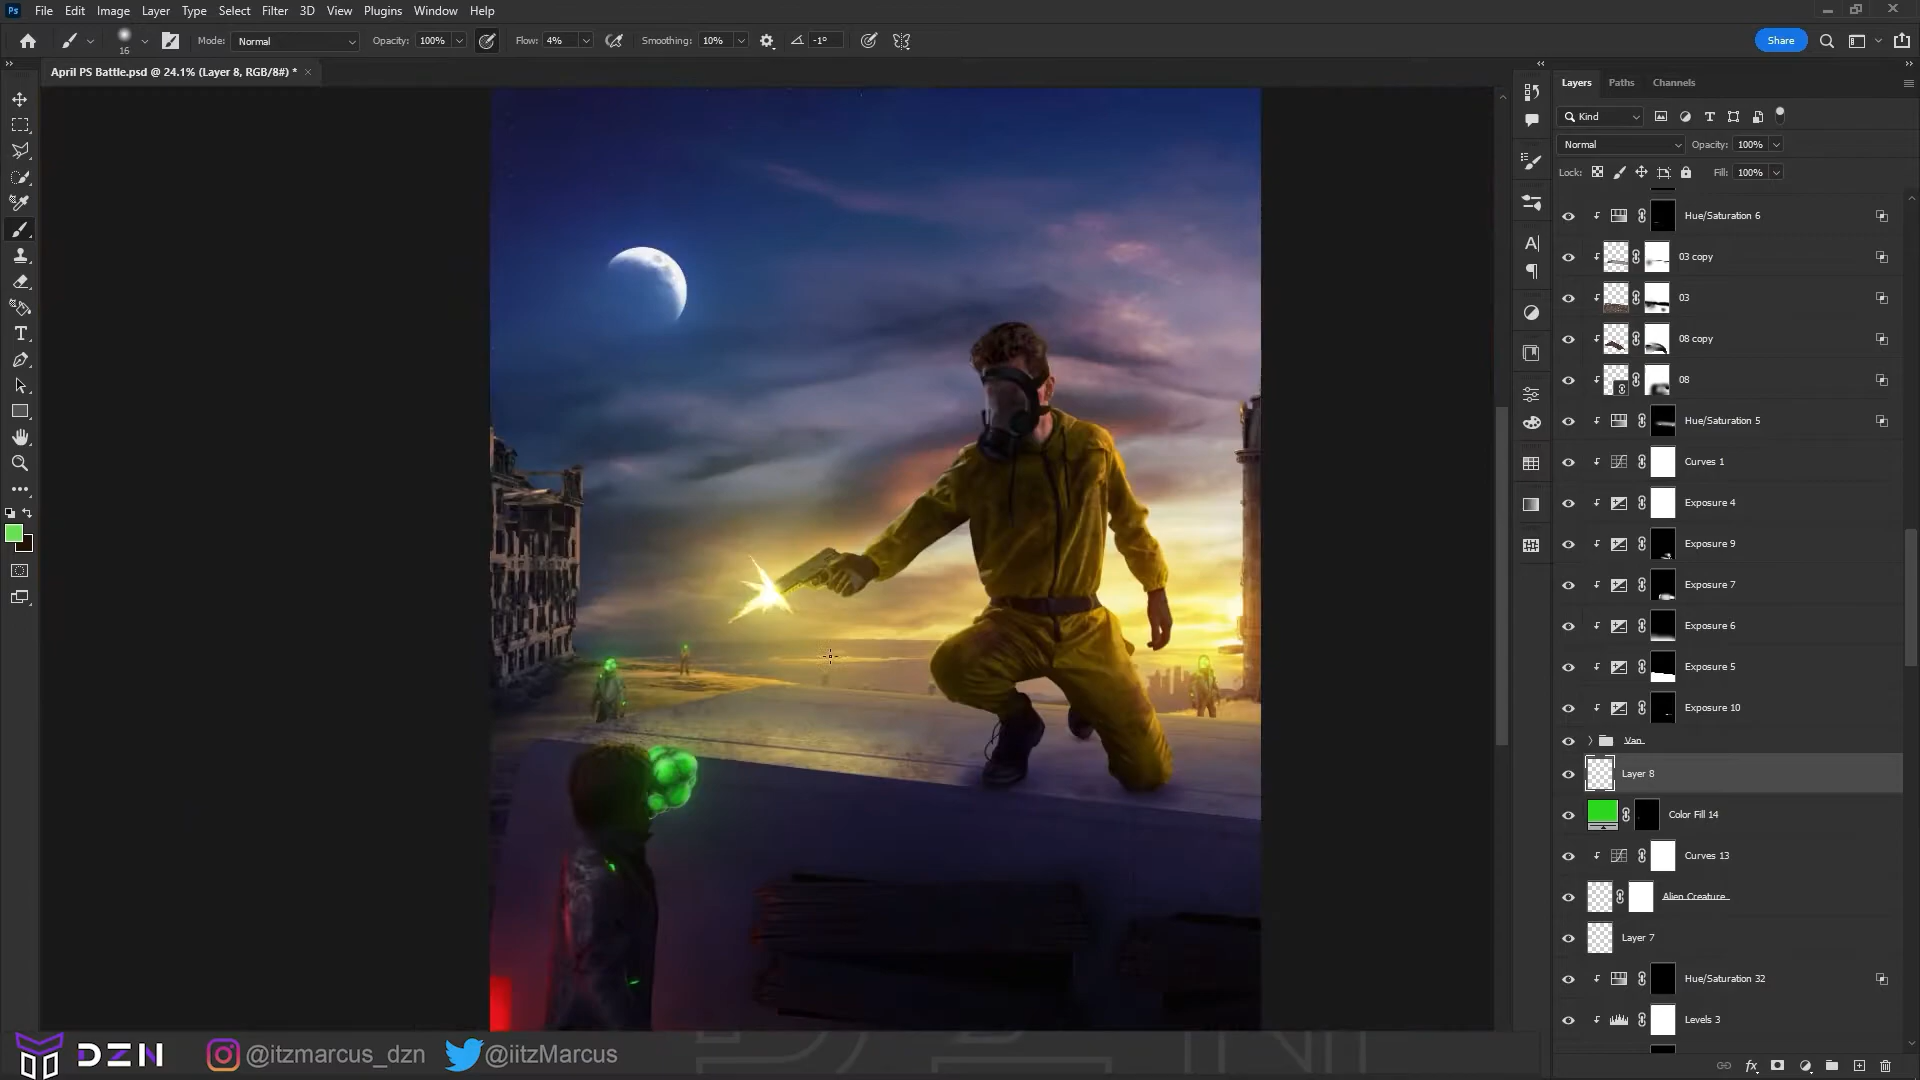 Ps File Edit Image Layer Type Select Filter 3D View Plugins Window Help
16 Mode: Normal Opacity: 100% Flow: 4% Smoothing: 10% -1° Share
April PS Battle.psd @ 24.1% (Layer 8, RGB/8#) * ×
Layers Paths Channels
Kind
Normal Opacity: 100%
Lock: Fill: 100%
Hue/Saturation 6
03 copy
03
08 copy
08
Hue/Saturation 5
Curves 1
Exposure 4
Exposure 9
Exposure 7
Exposure 6
Exposure 5
Exposure 10
Van
Layer 8
Color Fill 14
Curves 13
Alien Creature
Layer 7
Hue/Saturation 32
Levels 3
DZN @itzmarcus_dzn @iitzMarcus